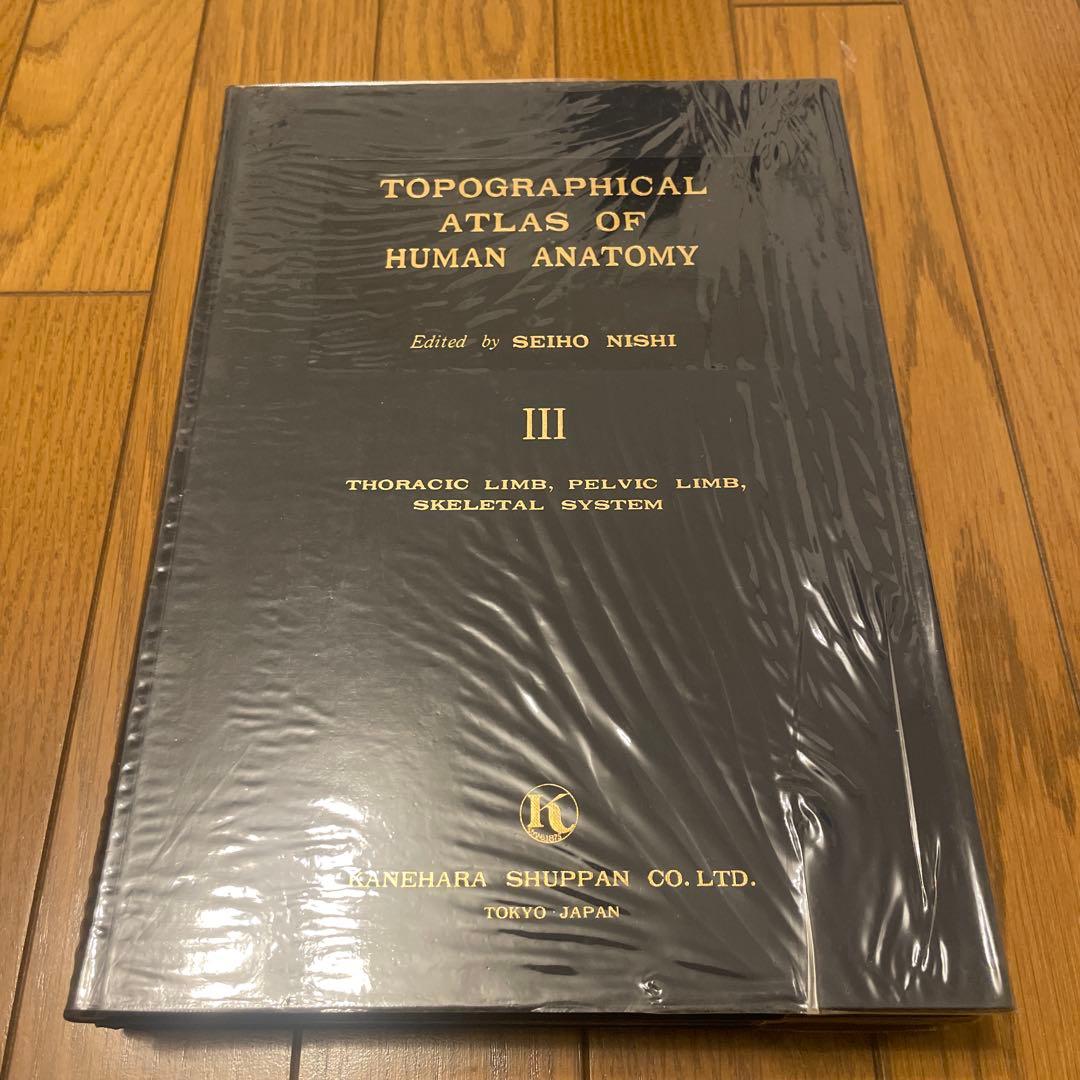 TOPOGRAPHICAL
ATLAS OF
HUMAN ANATOMY
Edited by SEIHO NISHI
III
THORACIC LIMB, PELVIC LIMB,
SKELETAL SYSTEM
K
KANEHARA SHUPPAN CO. LTD.
TOKYO JAPAN